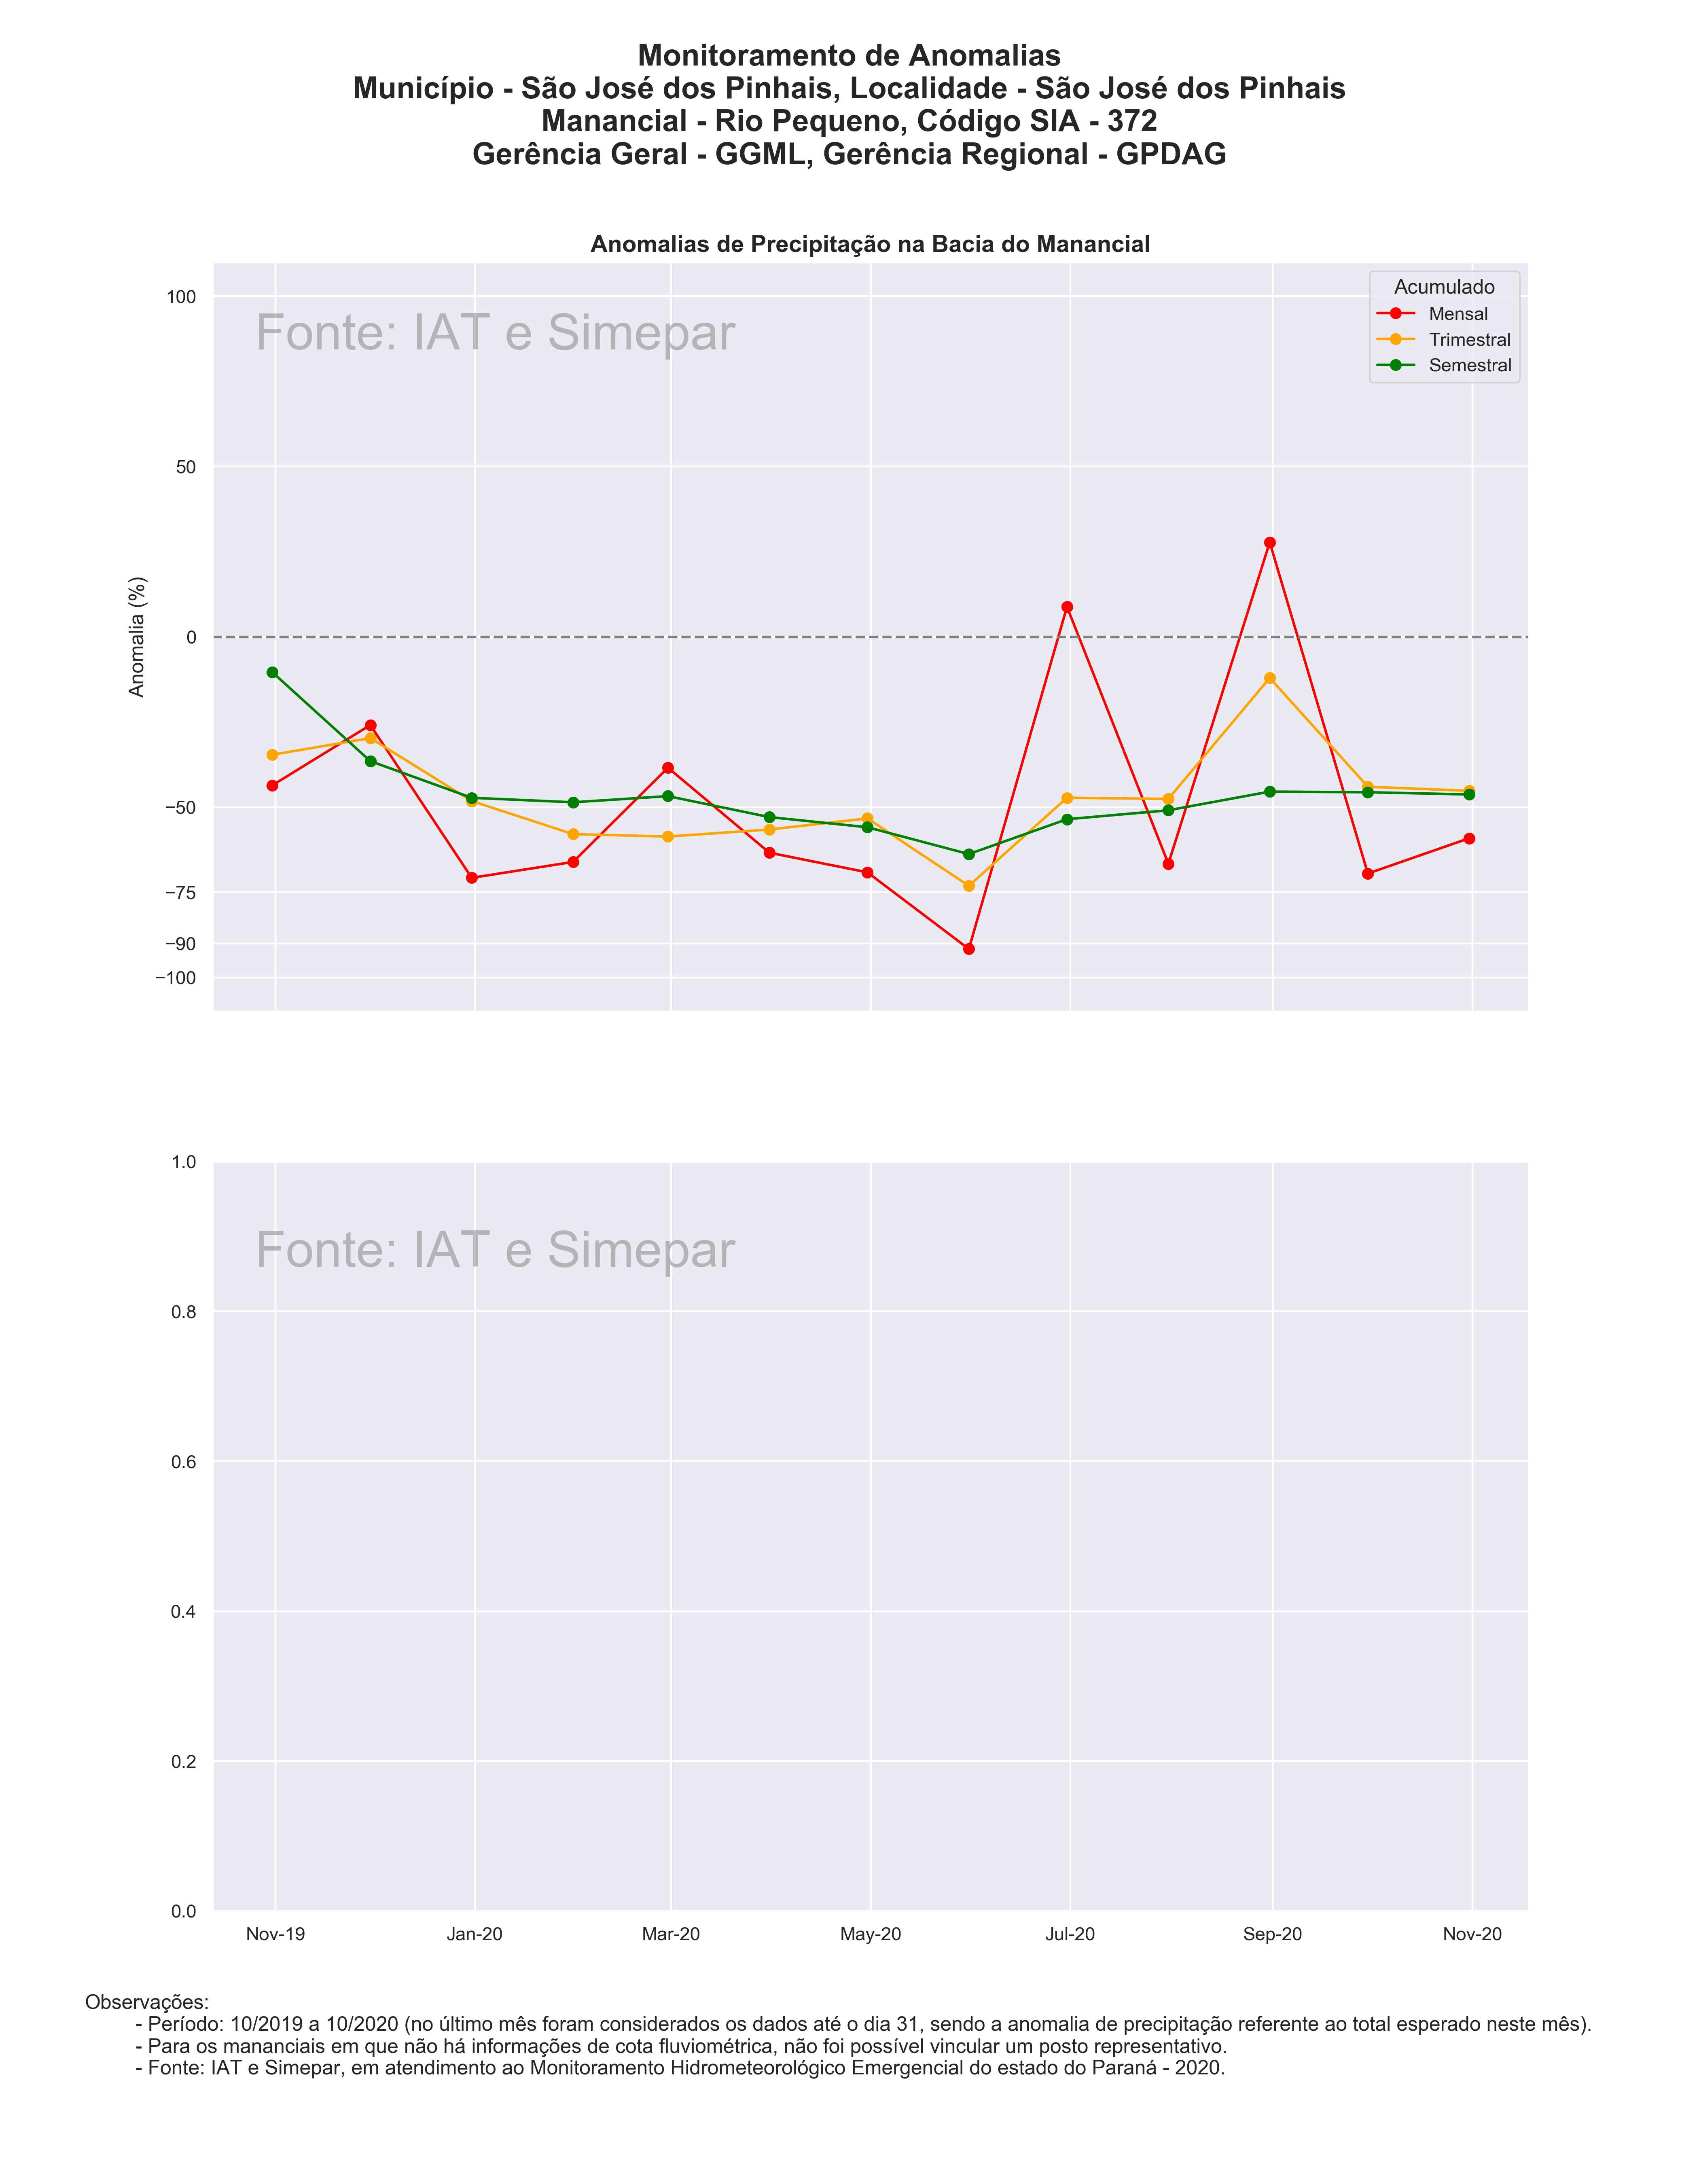 Monitoramento de Anomalias
Município - São José dos Pinhais, Localidade - São José dos Pinhais
Manancial - Rio Pequeno, Código SIA - 372
Gerência Geral - GGML, Gerência Regional - GPDAG
Anomalias de Precipitação na Bacia do Manancial
Fonte: IAT e Simepar
Acumulado
Mensal
Trimestral
Semestral
Anomalia (%)
100
50
0
−50
−75
−90
−100
Fonte: IAT e Simepar
1.0
0.8
0.6
0.4
0.2
0.0
Nov-19 Jan-20 Mar-20 May-20 Jul-20 Sep-20 Nov-20
Observações:
- Período: 10/2019 a 10/2020 (no último mês foram considerados os dados até o dia 31, sendo a anomalia de precipitação referente ao total esperado neste mês).
- Para os mananciais em que não há informações de cota fluviométrica, não foi possível vincular um posto representativo.
- Fonte: IAT e Simepar, em atendimento ao Monitoramento Hidrometeorológico Emergencial do estado do Paraná - 2020.